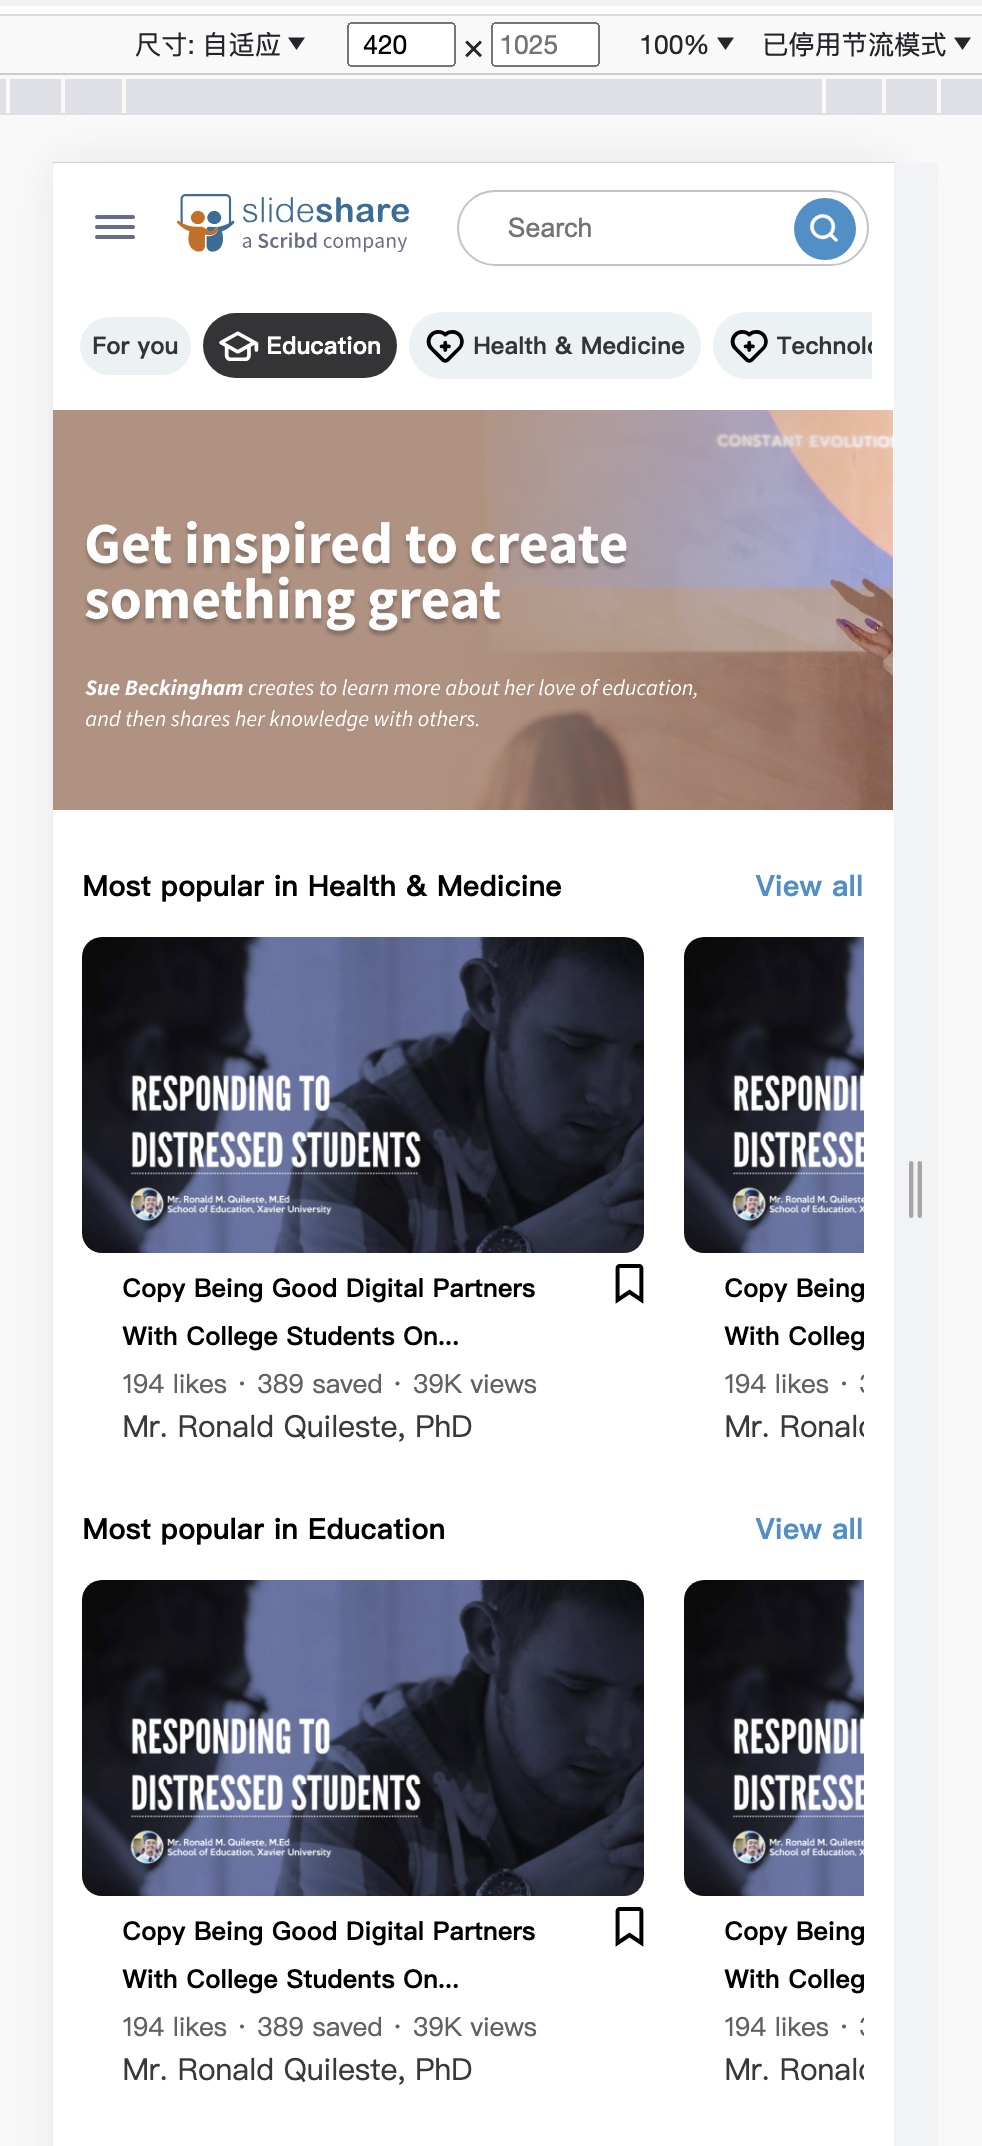 尺寸: 自适应 420 × 1025 100% 已停用节流模式
slideshare
a Scribd company
Search
For you Education Health & Medicine Technolo
CONSTANT EVOLUTION
Get inspired to create
something great
Sue Beckingham creates to learn more about her love of education,
and then shares her knowledge with others.
Most popular in Health & Medicine View all
RESPONDING TO
DISTRESSED STUDENTS
Mr. Ronald M. Quileste, M.Ed
School of Education, Xavier University
RESPONDI
DISTRESSE
Mr. Ronald M. Quileste
School of Education, X
Copy Being Good Digital Partners
With College Students On...
194 likes · 389 saved · 39K views
Mr. Ronald Quileste, PhD
Copy Being
With Colleg
194 likes · 3
Mr. Ronald
Most popular in Education View all
RESPONDING TO
DISTRESSED STUDENTS
Mr. Ronald M. Quileste, M.Ed
School of Education, Xavier University
RESPONDI
DISTRESSE
Mr. Ronald M. Quileste
School of Education, X
Copy Being Good Digital Partners
With College Students On...
194 likes · 389 saved · 39K views
Mr. Ronald Quileste, PhD
Copy Being
With Colleg
194 likes · 3
Mr. Ronald